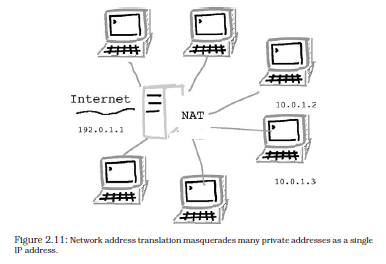 Internet
192.0.1.1
NAT
10.0.1.2
10.0.1.3
Figure 2.11: Network address translation masquerades many private addresses as a single
IP address.